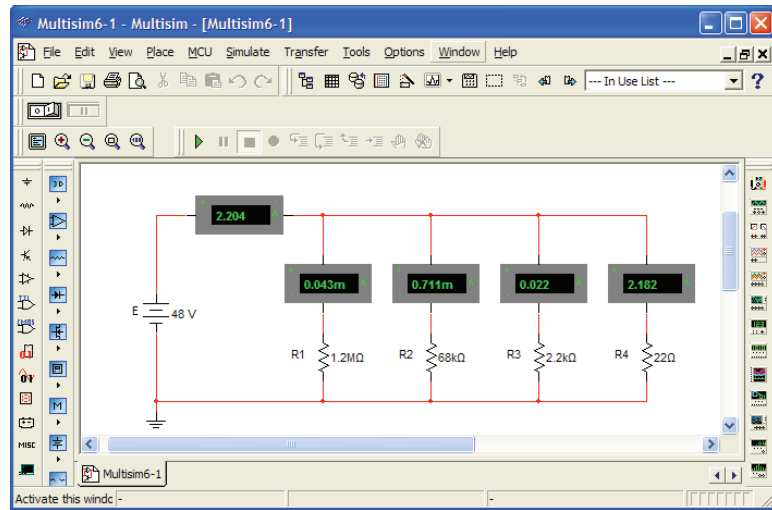 Multisim6-1 - Multisim - [Multisim6-1]
File Edit View Place MCU Simulate Transfer Tools Options Window Help
--- In Use List ---
2.204 A
0.043m 0.711m 0.022 2.182
E 48 V
R1 1.2MΩ R2 68kΩ R3 2.2kΩ R4 22Ω
MISC
Multisim6-1
Activate this windc - -